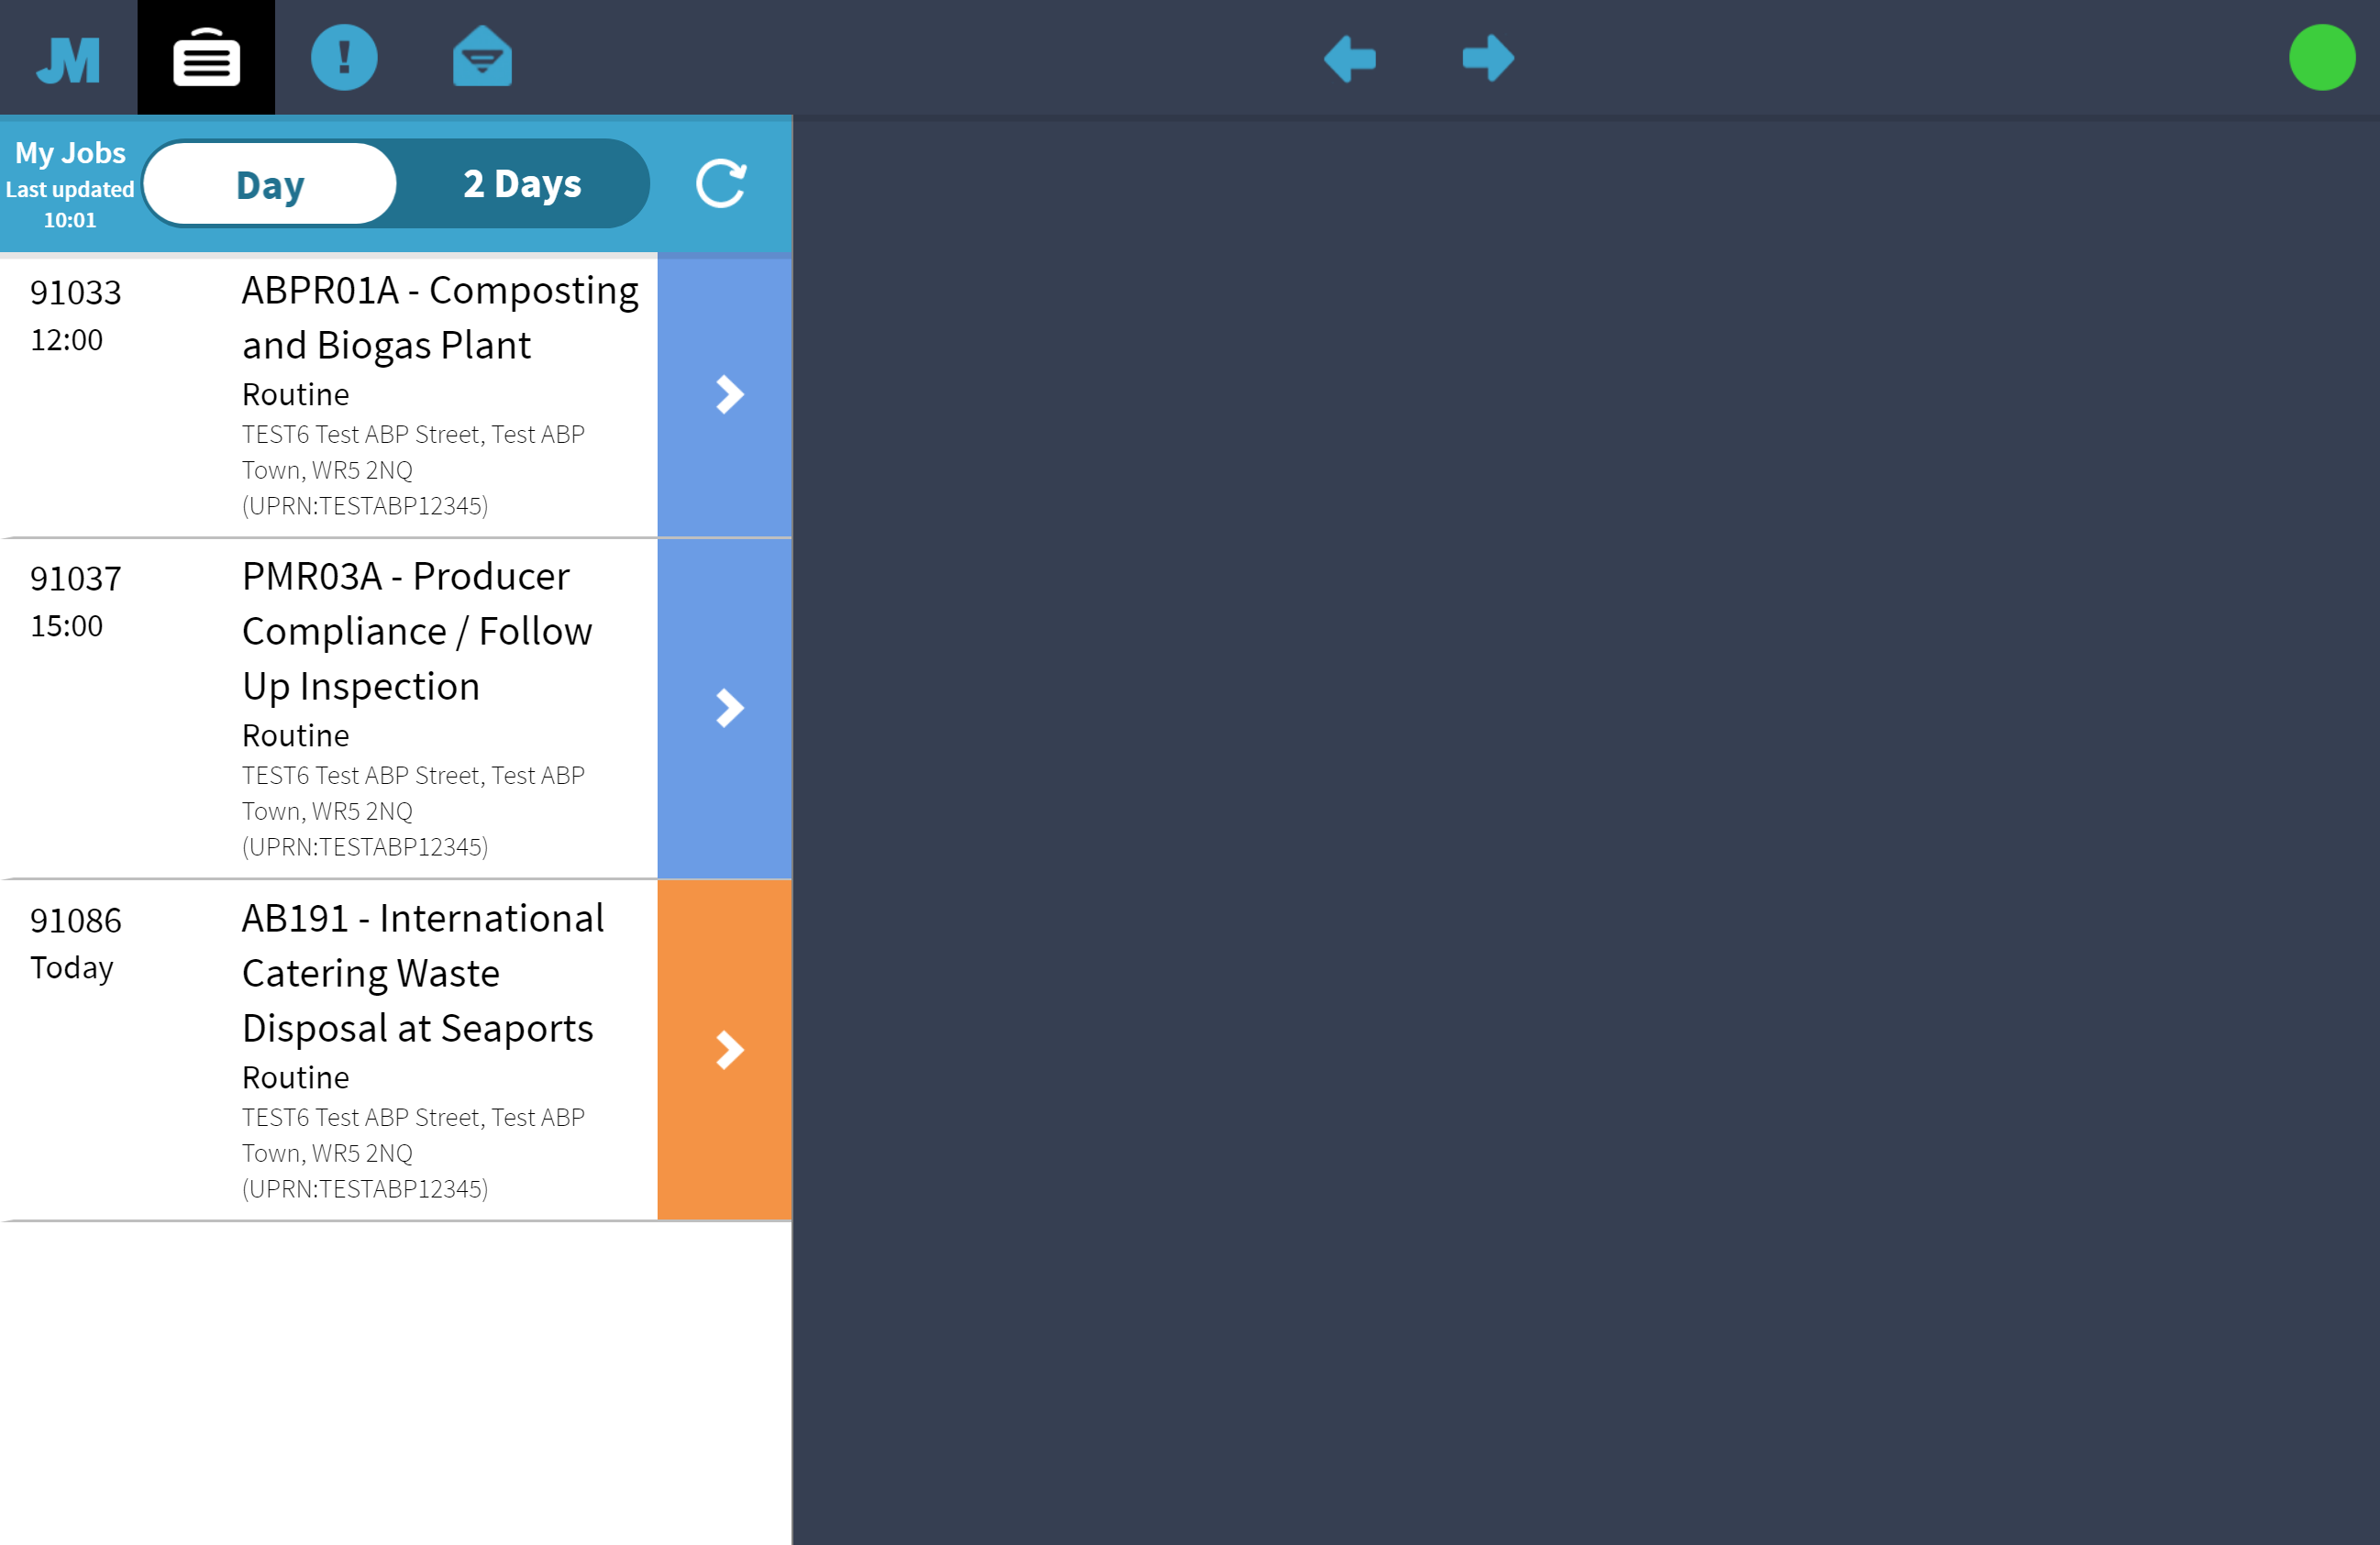 JM
My Jobs
Last updated
10:01
Day
2 Days
91033
12:00
ABPR01A - Composting
and Biogas Plant
Routine
TEST6 Test ABP Street, Test ABP
Town, WR5 2NQ
(UPRN:TESTABP12345)
91037
15:00
PMR03A - Producer
Compliance / Follow
Up Inspection
Routine
TEST6 Test ABP Street, Test ABP
Town, WR5 2NQ
(UPRN:TESTABP12345)
91086
Today
AB191 - International
Catering Waste
Disposal at Seaports
Routine
TEST6 Test ABP Street, Test ABP
Town, WR5 2NQ
(UPRN:TESTABP12345)